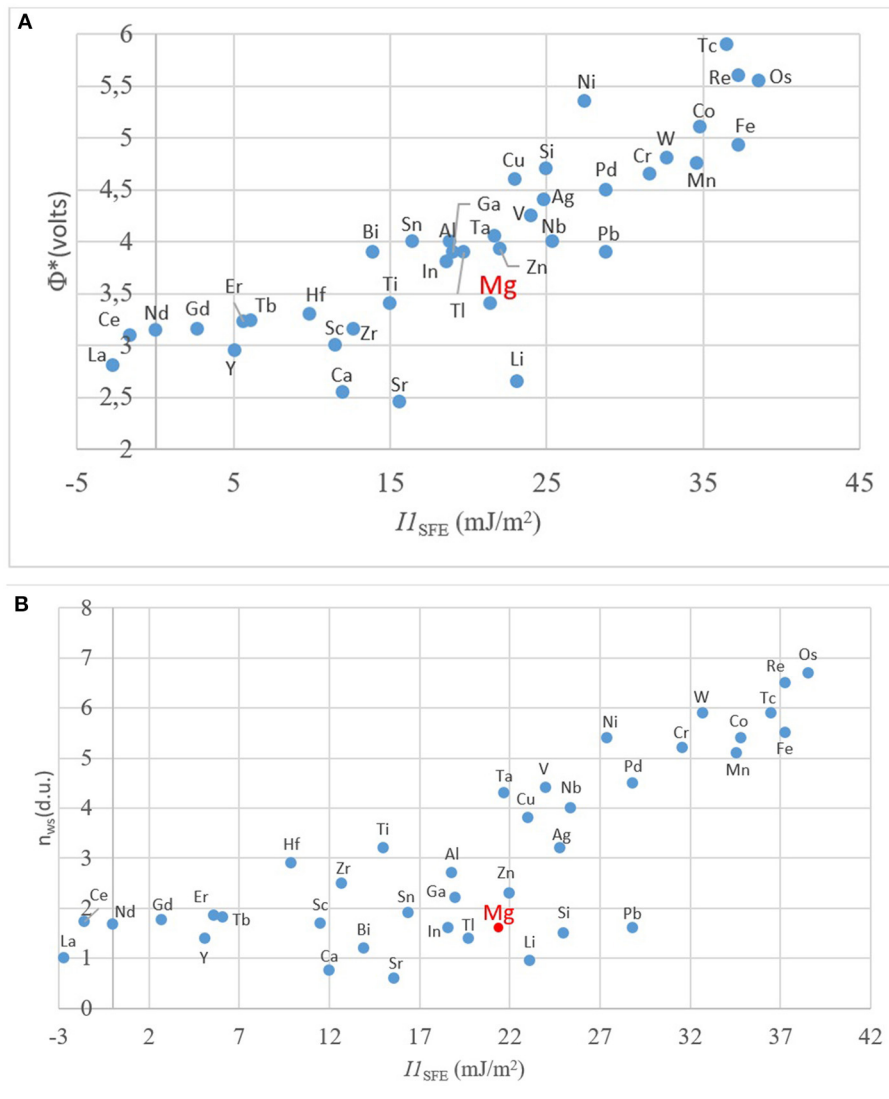 A
6
5,5
5
4,5
4
3,5
3
2,5
2
Φ*(volts)
Tc
Re
Os
Ni
Co
Fe
W
Cr
Mn
Si
Cu
Pd
Ag
Ga
V
Nb
Pb
Sn
Al
Ta
Bi
In
Zn
Tl
Mg
Er
Tb
Hf
Ti
Ce
Nd
Gd
Sc
Zr
La
Y
Ca
Sr
Li
-5
5
15
25
35
45
I1SFE (mJ/m²)
B
8
7
6
5
4
3
2
1
0
nws(d.u.)
Os
Re
W
Tc
Ni
Co
Cr
Fe
Mn
Ta
V
Pd
Nb
Cu
Ti
Hf
Ag
Al
Zr
Zn
Ce
Er
Ga
Sn
Nd
Gd
Tb
Sc
Mg
Si
Pb
In
Tl
Bi
La
Y
Ca
Sr
Li
-3
2
7
12
17
22
27
32
37
42
I1SFE (mJ/m²)